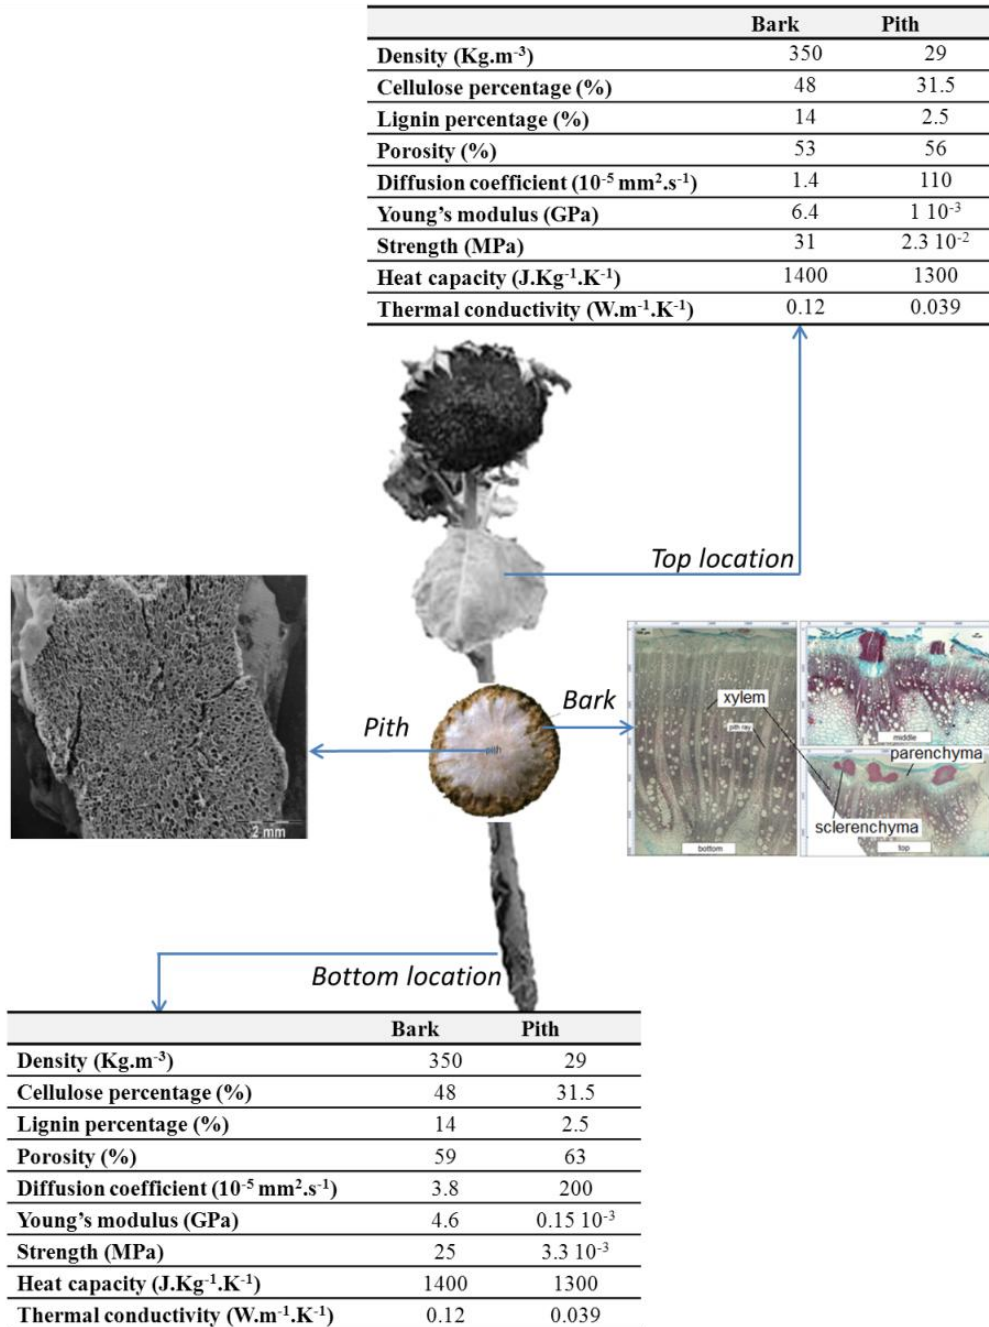 Bark Pith
Density (Kg.m-3) 350 29
Cellulose percentage (%) 48 31.5
Lignin percentage (%) 14 2.5
Porosity (%) 53 56
Diffusion coefficient (10-5 mm2.s-1) 1.4 110
Young's modulus (GPa) 6.4 1 10-3
Strength (MPa) 31 2.3 10-2
Heat capacity (J.Kg-1.K-1) 1400 1300
Thermal conductivity (W.m-1.K-1) 0.12 0.039
Top location
Pith
2 mm
pith
Bark
xylem
pith ray
bottom
middle
parenchyma
sclerenchyma
top
Bottom location
Bark Pith
Density (Kg.m-3) 350 29
Cellulose percentage (%) 48 31.5
Lignin percentage (%) 14 2.5
Porosity (%) 59 63
Diffusion coefficient (10-5 mm2.s-1) 3.8 200
Young's modulus (GPa) 4.6 0.15 10-3
Strength (MPa) 25 3.3 10-3
Heat capacity (J.Kg-1.K-1) 1400 1300
Thermal conductivity (W.m-1.K-1) 0.12 0.039